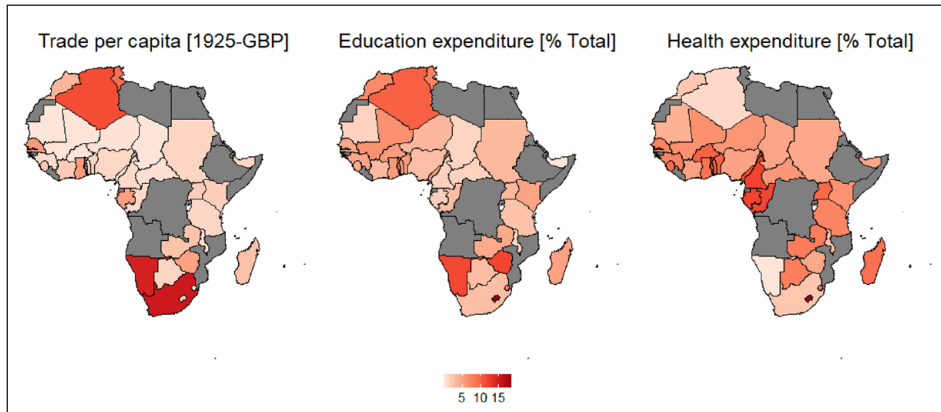 Trade per capita [1925-GBP]
Education expenditure [% Total]
Health expenditure [% Total]
5 10 15